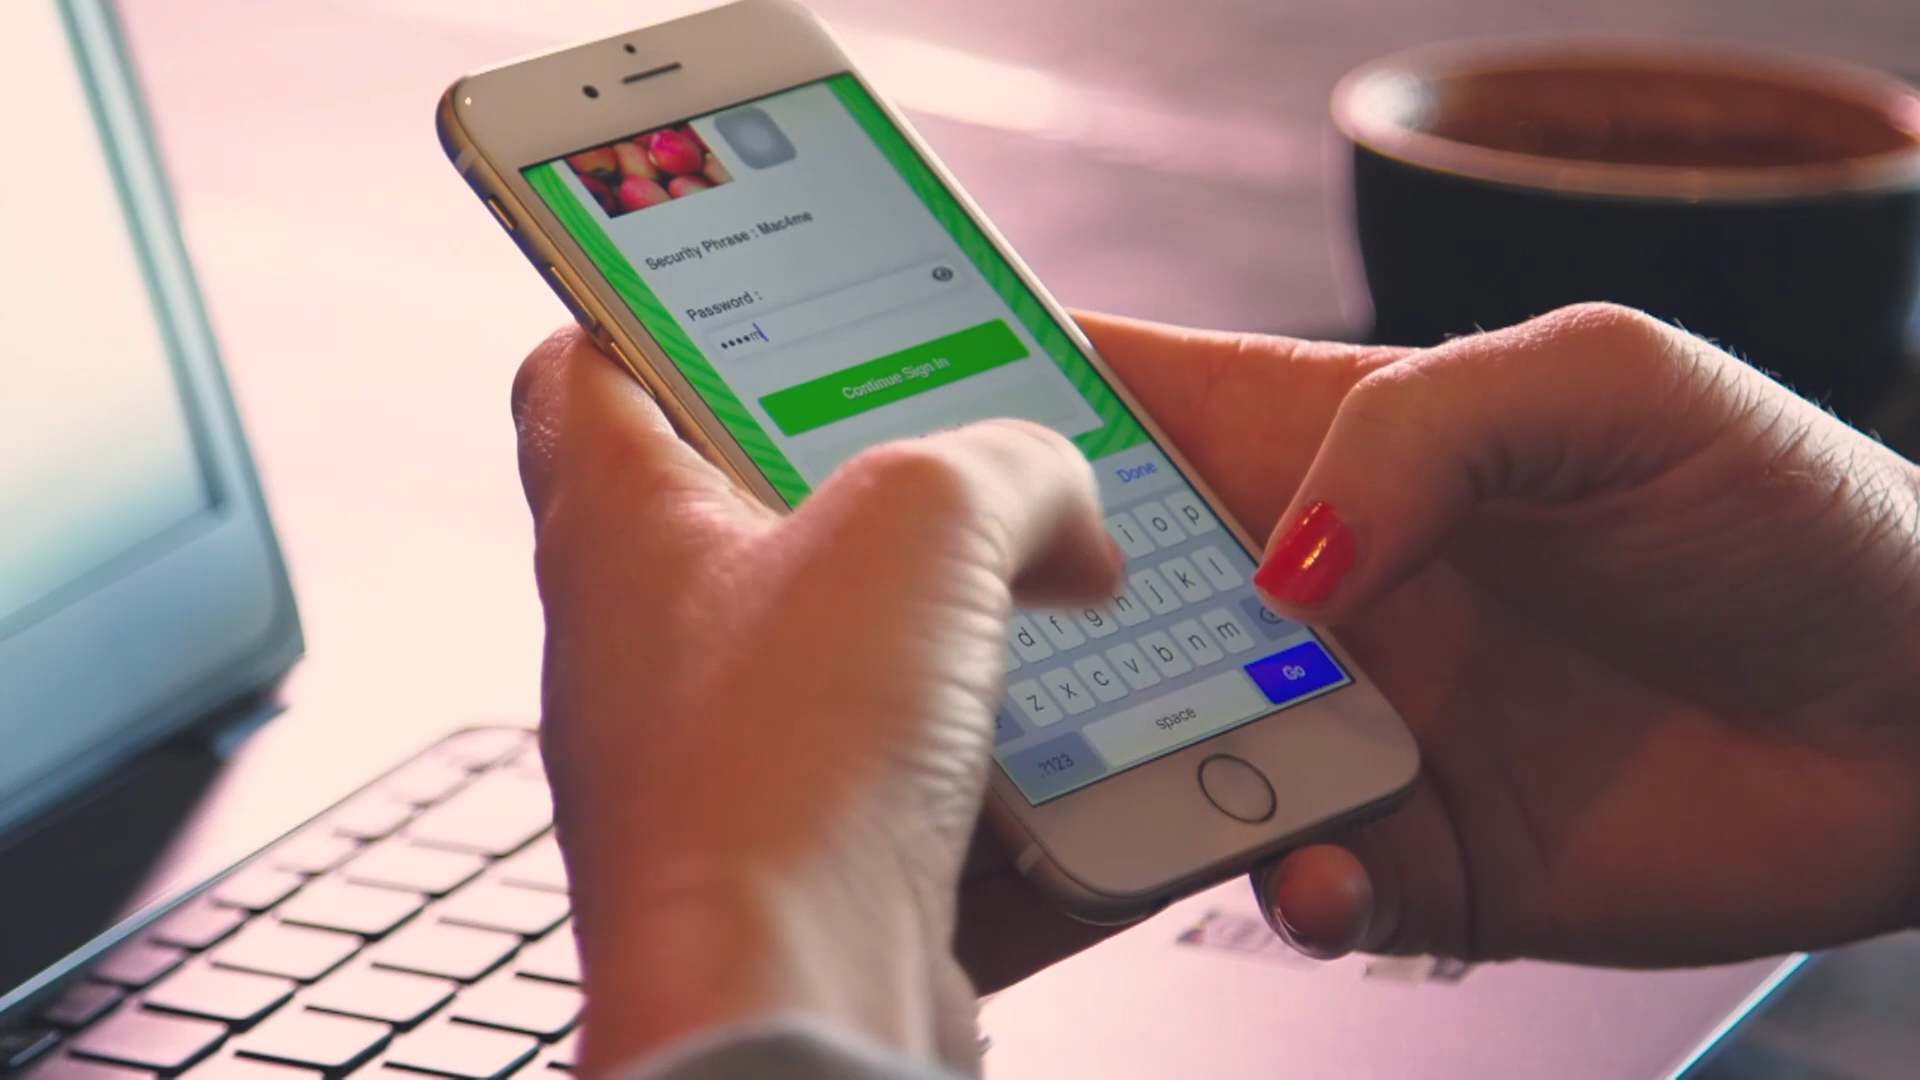 Security Phrase : Mac4me
Password :
••••m
Continue Sign In
Done
i o p
d f g h j k l
z x c v b n m
.?123 space Go